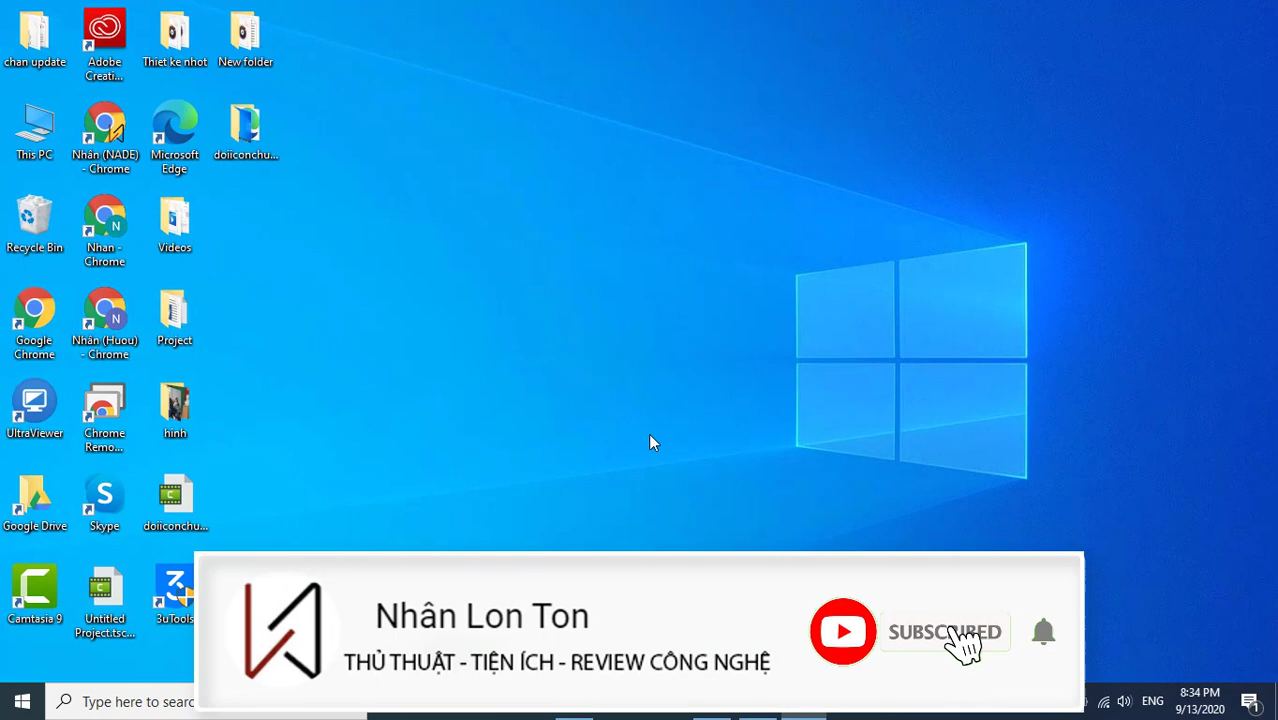 chan update
Adobe
Creati...
Thiet ke nhot
New folder
This PC
Nhân (NADE)
- Chrome
Microsoft
Edge
doiiconchu...
Recycle Bin
Nhan -
Chrome
Videos
Google
Chrome
Nhân (Huou)
- Chrome
Project
UltraViewer
Chrome
Remo...
hinh
Google Drive
Skype
doiiconchu...
Camtasia 9
Untitled
Project.tsc...
3uTools
Nhân Lon Ton
THỦ THUẬT - TIỆN ÍCH - REVIEW CÔNG NGHỆ
SUBSCRIBED
Type here to searc
ENG
8:34 PM
9/13/2020
1